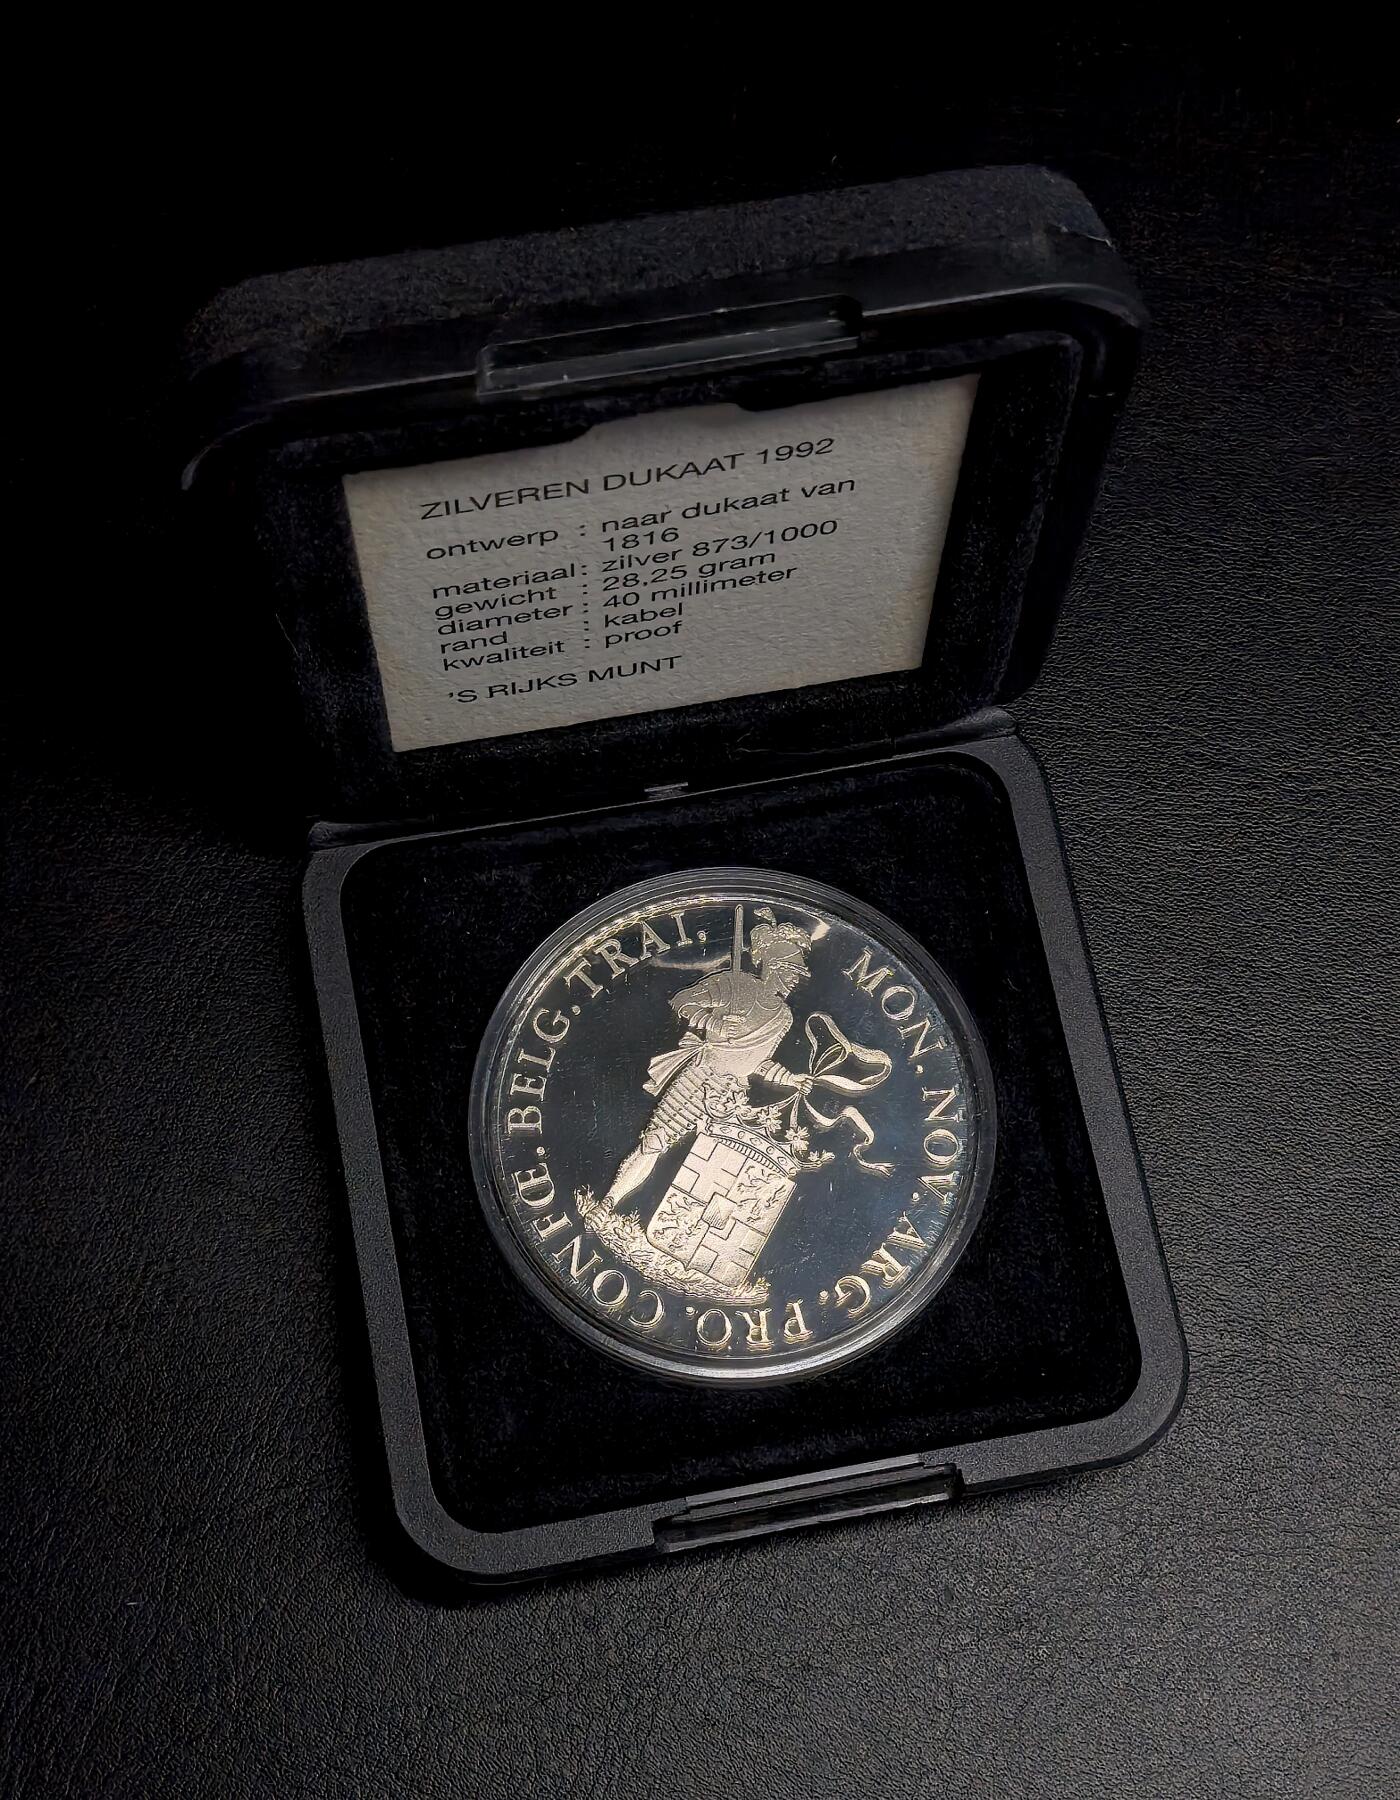 ZILVEREN DUKAAT 1992
ontwerp : naar dukaat van
1816
materiaal: zilver 873/1000
gewicht : 28,25 gram
diameter : 40 millimeter
rand : kabel
kwaliteit : proof
'S RIJKS MUNT
MON. NOV. ARG. PRO. CONFŒ. BELG. TRAI.